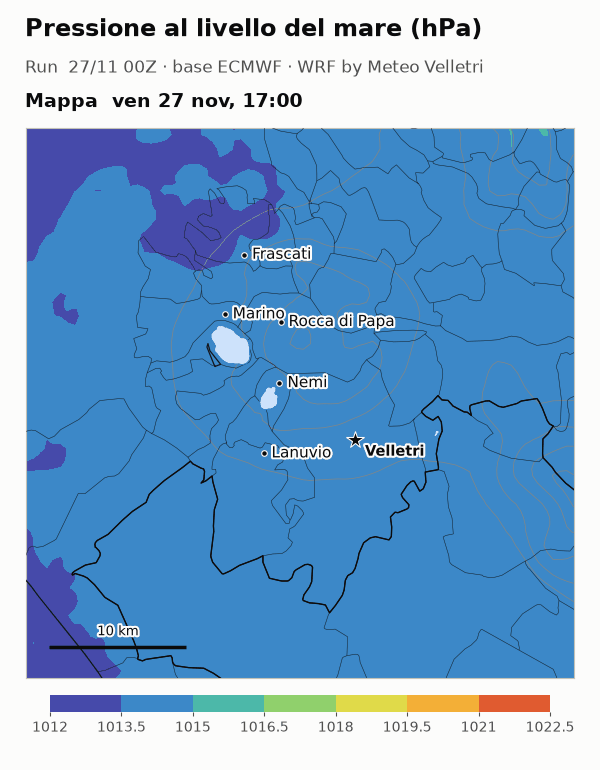 Pressione al livello del mare (hPa)
Run  27/11 00Z · base ECMWF · WRF by Meteo Velletri
Mappa  ven 27 nov, 17:00
Frascati
Marino
Rocca di Papa
Nemi
Velletri
Lanuvio
10 km
1012 1013.5 1015 1016.5 1018 1019.5 1021 1022.5